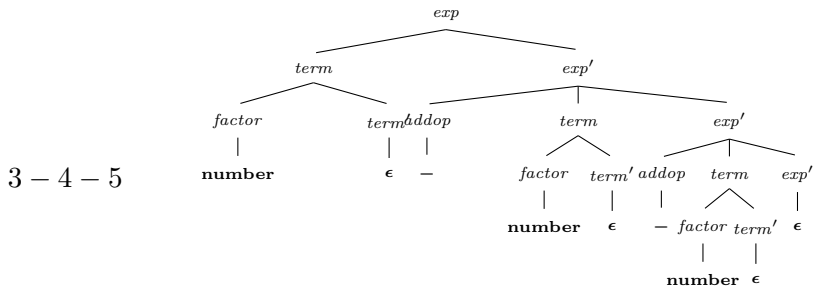 exp
term exp′
factor term′ addop term exp′
3 − 4 − 5
number ϵ − factor term′ addop term exp′
number ϵ − factor term′ ϵ
number ϵ